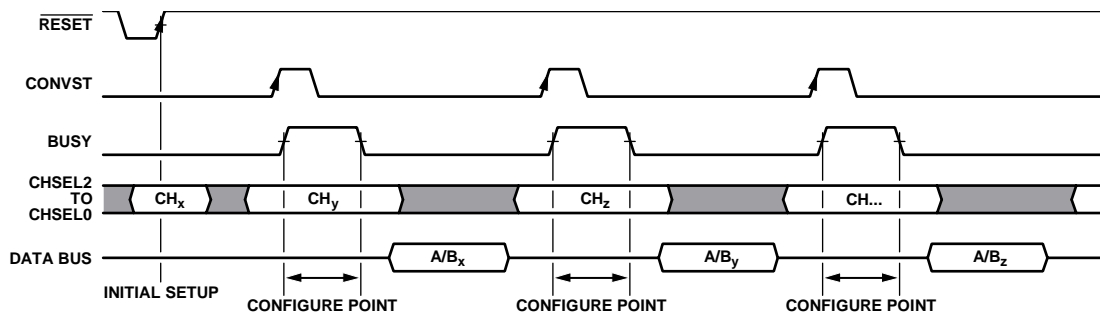 RESET
CONVST
BUSY
CHSEL2
TO
CHSEL0
CHx CHy CHz CH...
DATA BUS A/Bx A/By A/Bz
INITIAL SETUP
CONFIGURE POINT CONFIGURE POINT CONFIGURE POINT